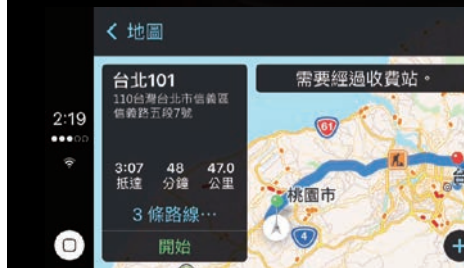 地圖
台北101
110台灣台北市信義區
信義路五段7號
需要經過收費站。
2:19
3:07 48 47.0
抵達 分鐘 公里
3 條路線…
開始
61
桃園市
4
台